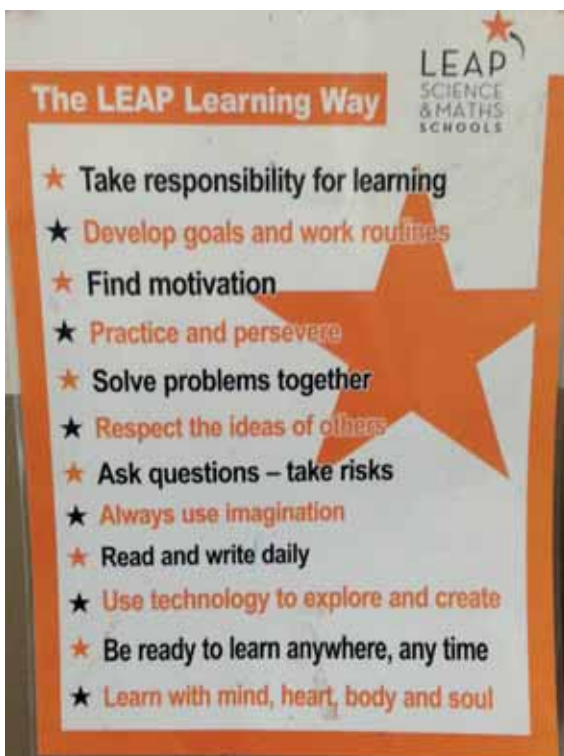 LEAP
SCIENCE
& MATHS
SCHOOLS
The LEAP Learning Way
Take responsibility for learning
Develop goals and work routines
Find motivation
Practice and persevere
Solve problems together
Respect the ideas of others
Ask questions – take risks
Always use imagination
Read and write daily
Use technology to explore and create
Be ready to learn anywhere, any time
Learn with mind, heart, body and soul